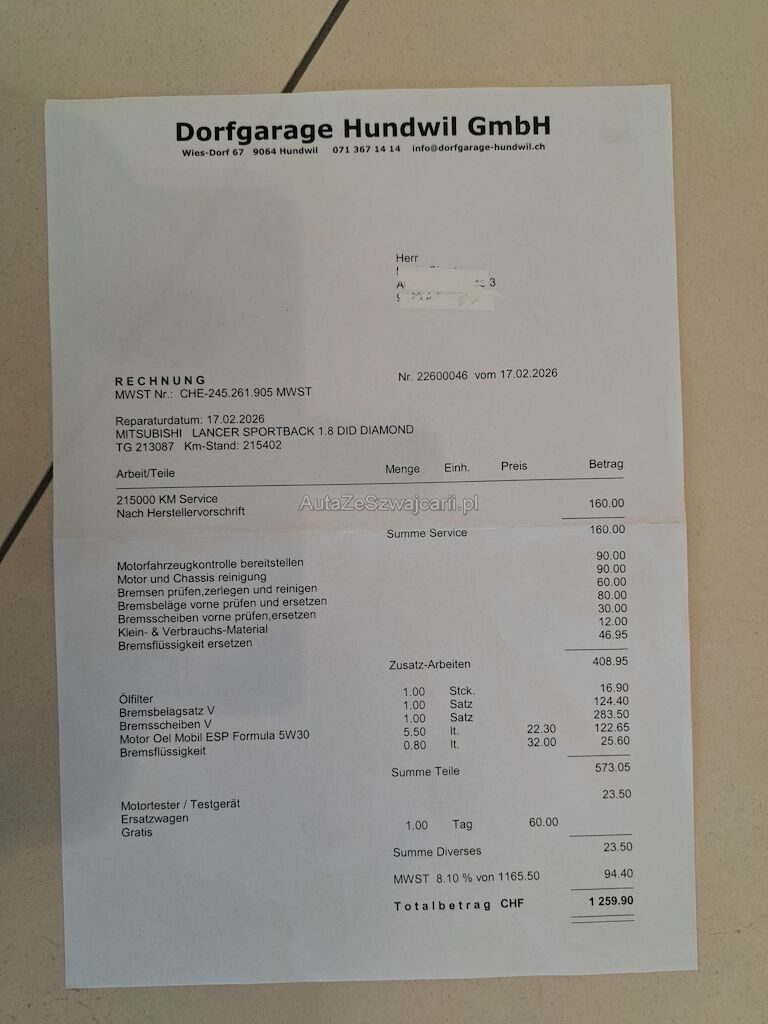 Dorfgarage Hundwil GmbH
Wies-Dorf 67 9064 Hundwil 071 367 14 14 info@dorfgarage-hundwil.ch
Herr
3
RECHNUNG
Nr. 22600046 vom 17.02.2026
MWST Nr.: CHE-245.261.905 MWST
Reparaturdatum: 17.02.2026
MITSUBISHI LANCER SPORTBACK 1.8 DID DIAMOND
TG 213087 Km-Stand: 215402
Arbeit/Teile Menge Einh. Preis Betrag
215000 KM Service
Nach Herstellervorschrift 160.00
AutaZeSzwajcarii.pl
Summe Service 160.00
Motorfahrzeugkontrolle bereitstellen 90.00
Motor und Chassis reinigung 90.00
Bremsen prüfen,zerlegen und reinigen 60.00
Bremsbeläge vorne prüfen und ersetzen 80.00
Bremsscheiben vorne prüfen,ersetzen 30.00
Klein- & Verbrauchs-Material 12.00
Bremsflüssigkeit ersetzen 46.95
Zusatz-Arbeiten 408.95
Ölfilter 1.00 Stck. 16.90
Bremsbelagsatz V 1.00 Satz 124.40
Bremsscheiben V 1.00 Satz 283.50
Motor Oel Mobil ESP Formula 5W30 5.50 lt. 22.30 122.65
Bremsflüssigkeit 0.80 lt. 32.00 25.60
Summe Teile 573.05
Motortester / Testgerät 23.50
Ersatzwagen 1.00 Tag 60.00
Gratis
Summe Diverses 23.50
MWST 8.10 % von 1165.50 94.40
Totalbetrag CHF 1 259.90